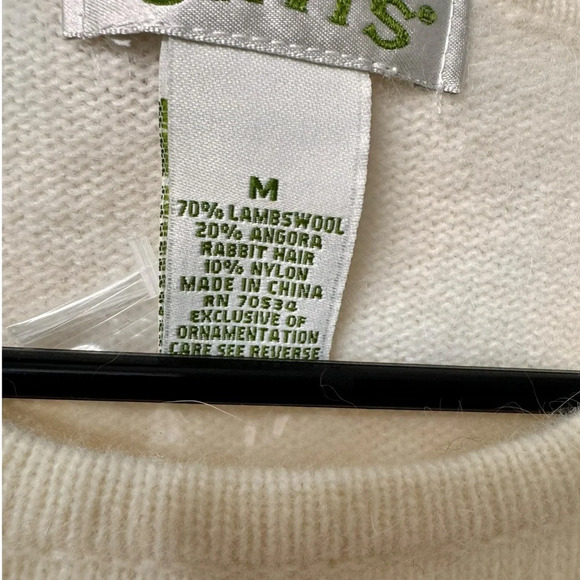 M
70% LAMBSWOOL
20% ANGORA
RABBIT HAIR
10% NYLON
MADE IN CHINA
RN 70534
EXCLUSIVE OF
ORNAMENTATION
CARE SEE REVERSE